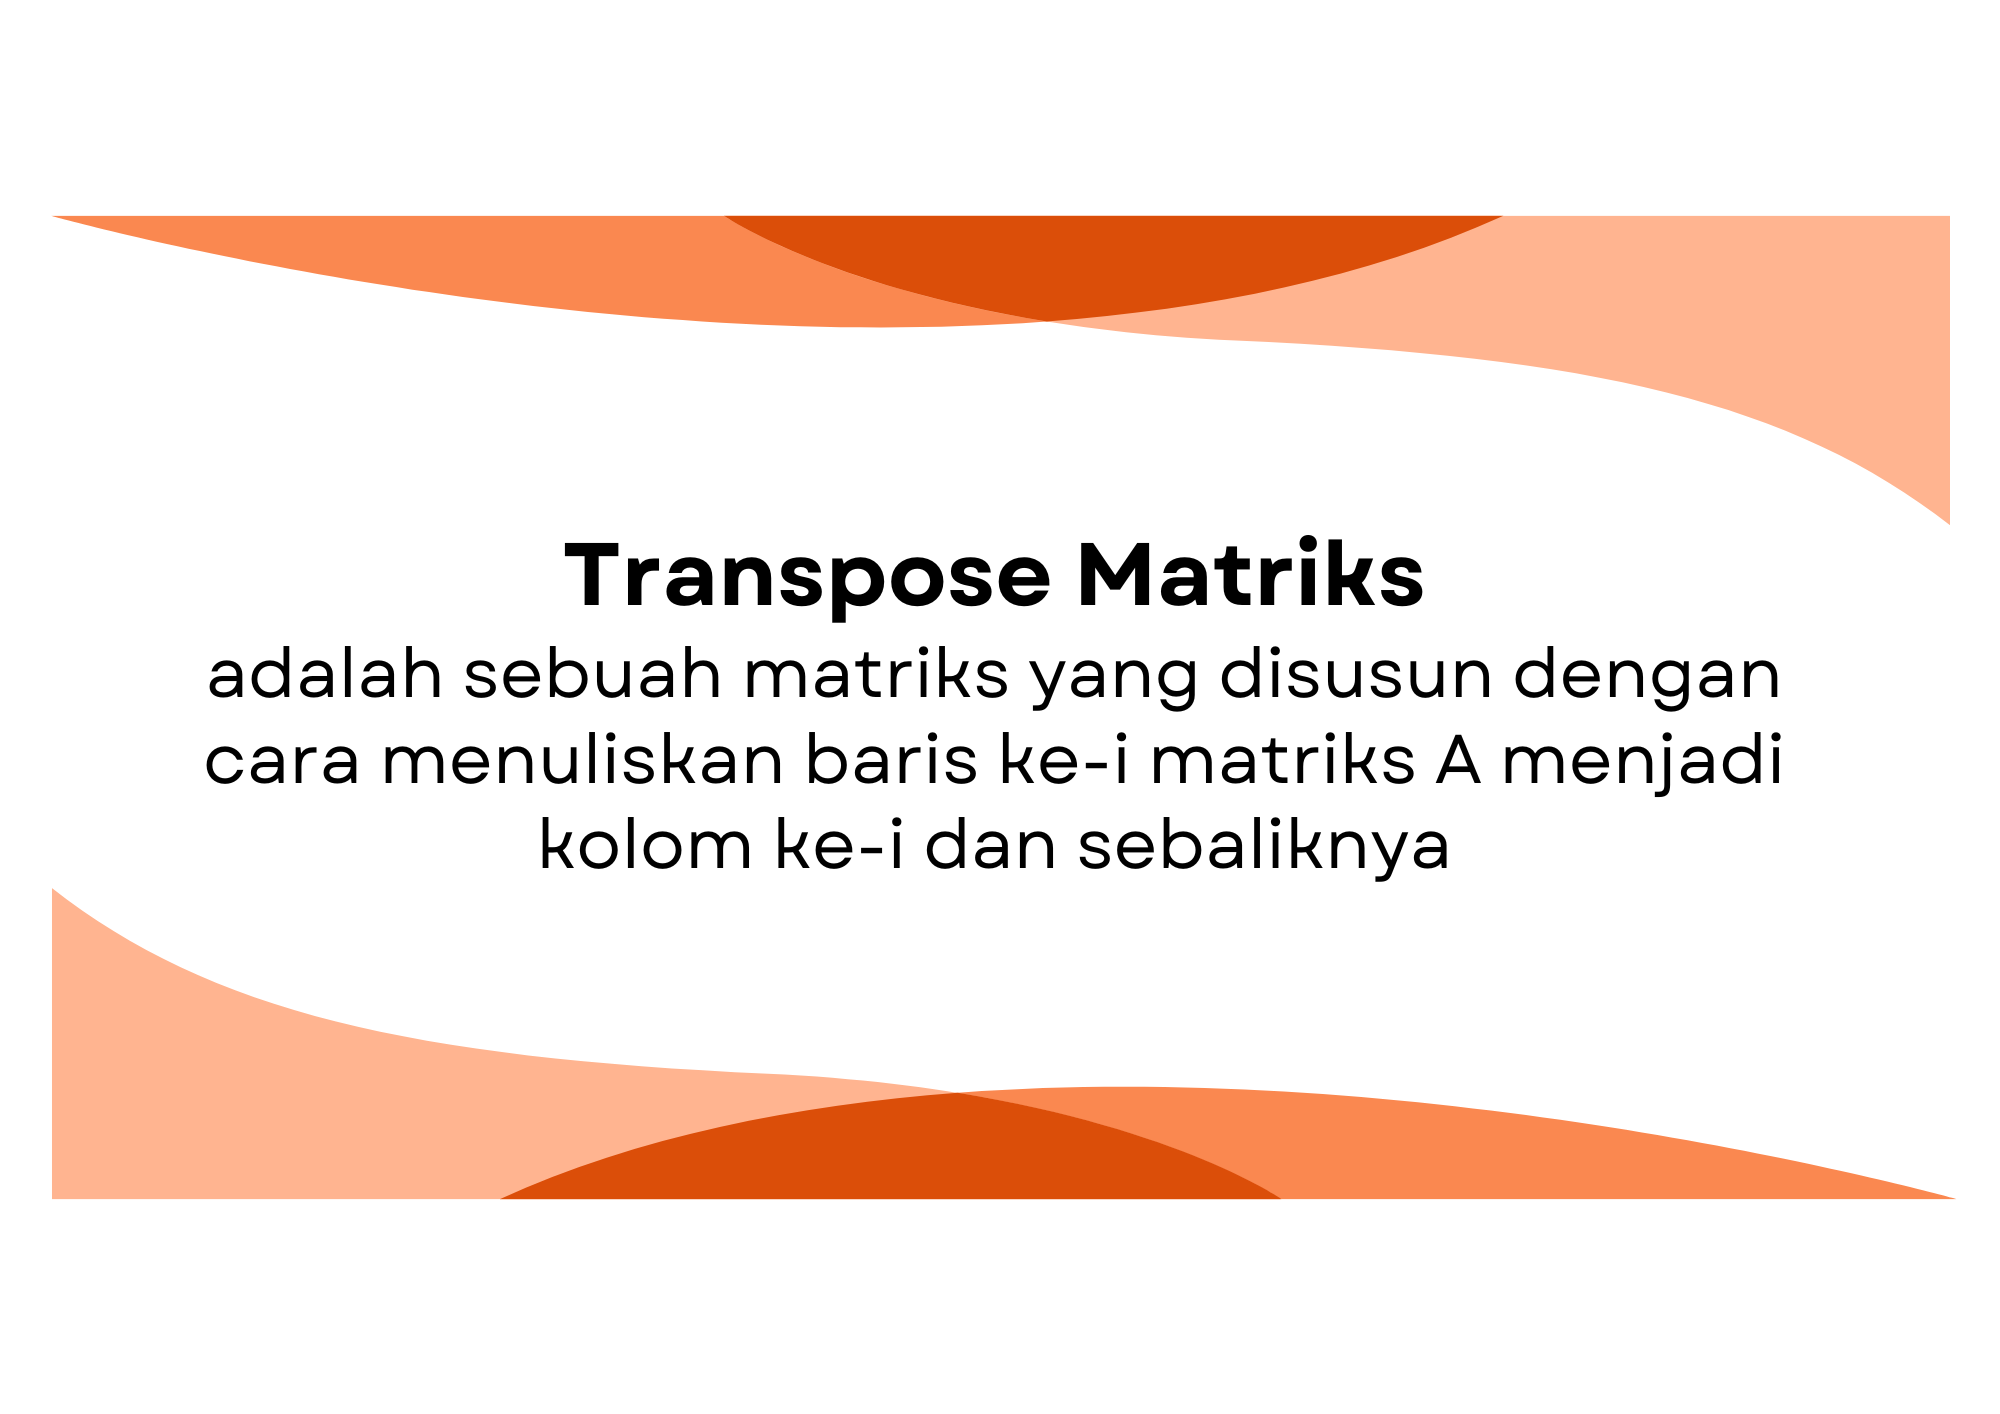 Transpose Matriks
adalah sebuah matriks yang disusun dengan
cara menuliskan baris ke-i matriks A menjadi
kolom ke-i dan sebaliknya